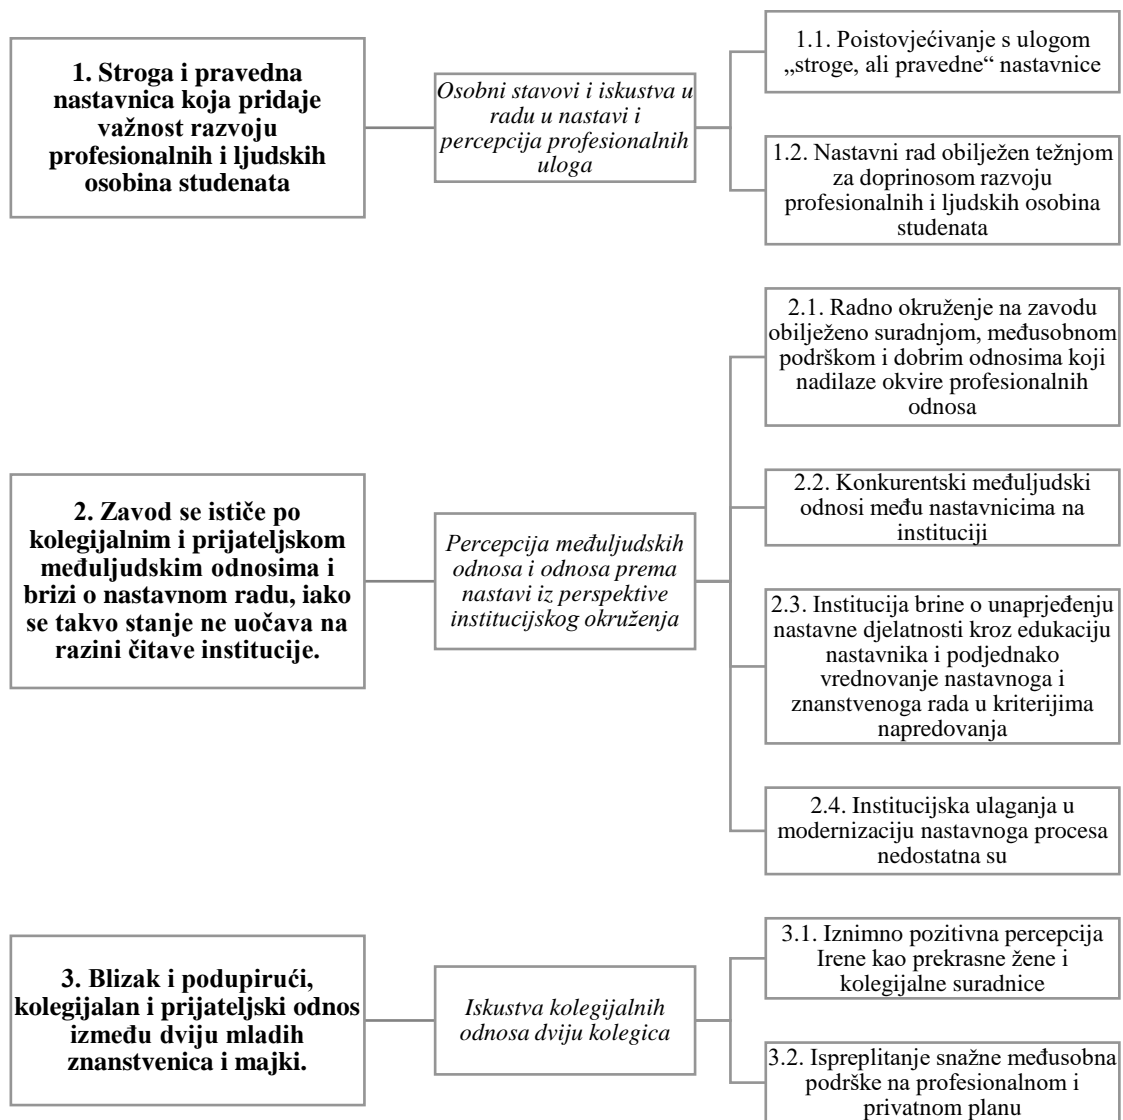 1. Stroga i pravedna
nastavnica koja pridaje
važnost razvoju
profesionalnih i ljudskih
osobina studenata
Osobni stavovi i iskustva u
radu u nastavi i
percepcija profesionalnih
uloga
1.1. Poistovjećivanje s ulogom
„stroge, ali pravedne“ nastavnice
1.2. Nastavni rad obilježen težnjom
za doprinosom razvoju
profesionalnih i ljudskih osobina
studenata
2. Zavod se ističe po
kolegijalnim i prijateljskom
međuljudskim odnosima i
brizi o nastavnom radu, iako
se takvo stanje ne uočava na
razini čitave institucije.
Percepcija međuljudskih
odnosa i odnosa prema
nastavi iz perspektive
institucijskog okruženja
2.1. Radno okruženje na zavodu
obilježeno suradnjom, međusobnom
podrškom i dobrim odnosima koji
nadilaze okvire profesionalnih
odnosa
2.2. Konkurentski međuljudski
odnosi među nastavnicima na
instituciji
2.3. Institucija brine o unaprjeđenju
nastavne djelatnosti kroz edukaciju
nastavnika i podjednako
vrednovanje nastavnoga i
znanstvenoga rada u kriterijima
napredovanja
2.4. Institucijska ulaganja u
modernizaciju nastavnoga procesa
nedostatna su
3. Blizak i podupirući,
kolegijalan i prijateljski odnos
između dviju mladih
znanstvenica i majki.
Iskustva kolegijalnih
odnosa dviju kolegica
3.1. Iznimno pozitivna percepcija
Irene kao prekrasne žene i
kolegijalne suradnice
3.2. Ispreplitanje snažne međusobna
podrške na profesionalnom i
privatnom planu